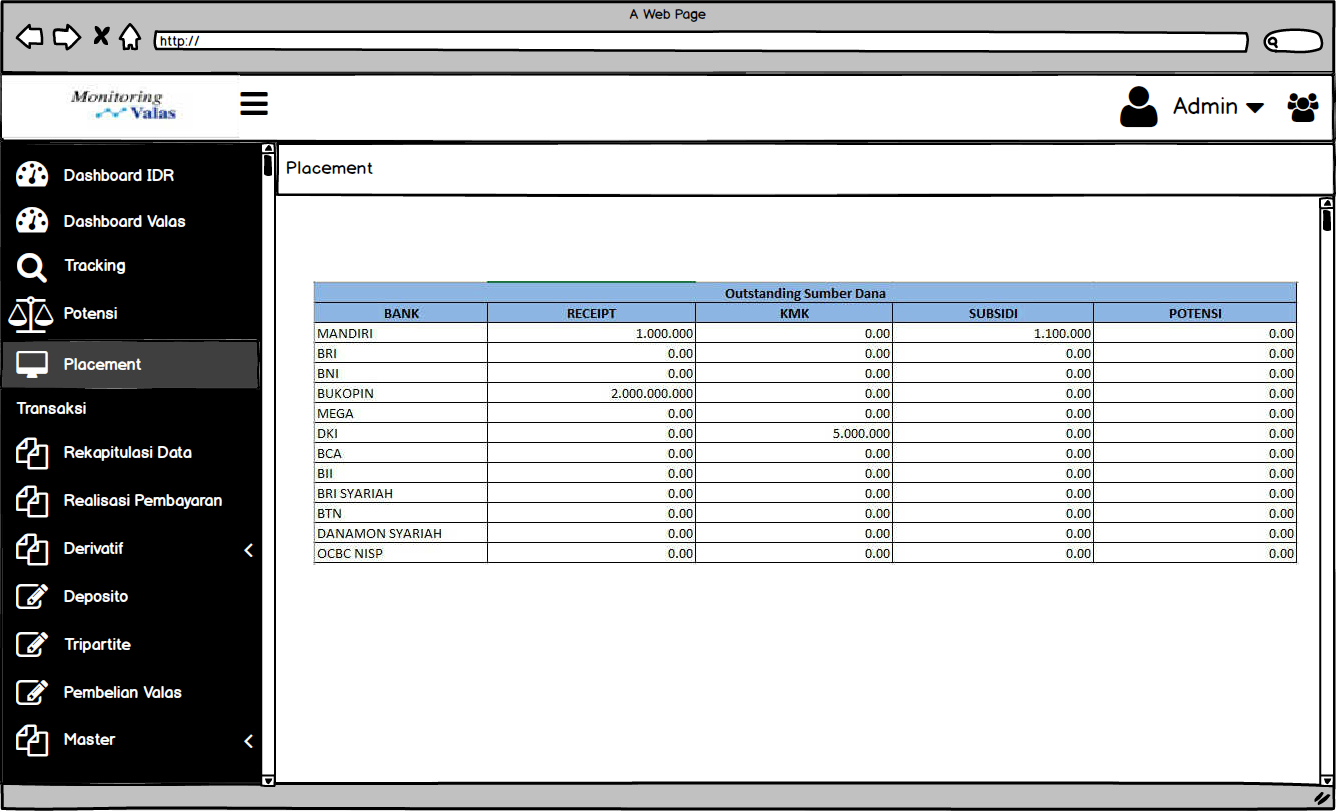 A Web Page
http://
Monitoring
Valas
Admin
Dashboard IDR
Dashboard Valas
Tracking
Potensi
Placement
Transaksi
Rekapitulasi Data
Realisasi Pembayaran
Derivatif
Deposito
Tripartite
Pembelian Valas
Master
Placement
Outstanding Sumber Dana
BANK RECEIPT KMK SUBSIDI POTENSI
MANDIRI 1.000.000 0.00 1.100.000 0.00
BRI 0.00 0.00 0.00 0.00
BNI 0.00 0.00 0.00 0.00
BUKOPIN 2.000.000.000 0.00 0.00 0.00
MEGA 0.00 0.00 0.00 0.00
DKI 0.00 5.000.000 0.00 0.00
BCA 0.00 0.00 0.00 0.00
BII 0.00 0.00 0.00 0.00
BRI SYARIAH 0.00 0.00 0.00 0.00
BTN 0.00 0.00 0.00 0.00
DANAMON SYARIAH 0.00 0.00 0.00 0.00
OCBC NISP 0.00 0.00 0.00 0.00